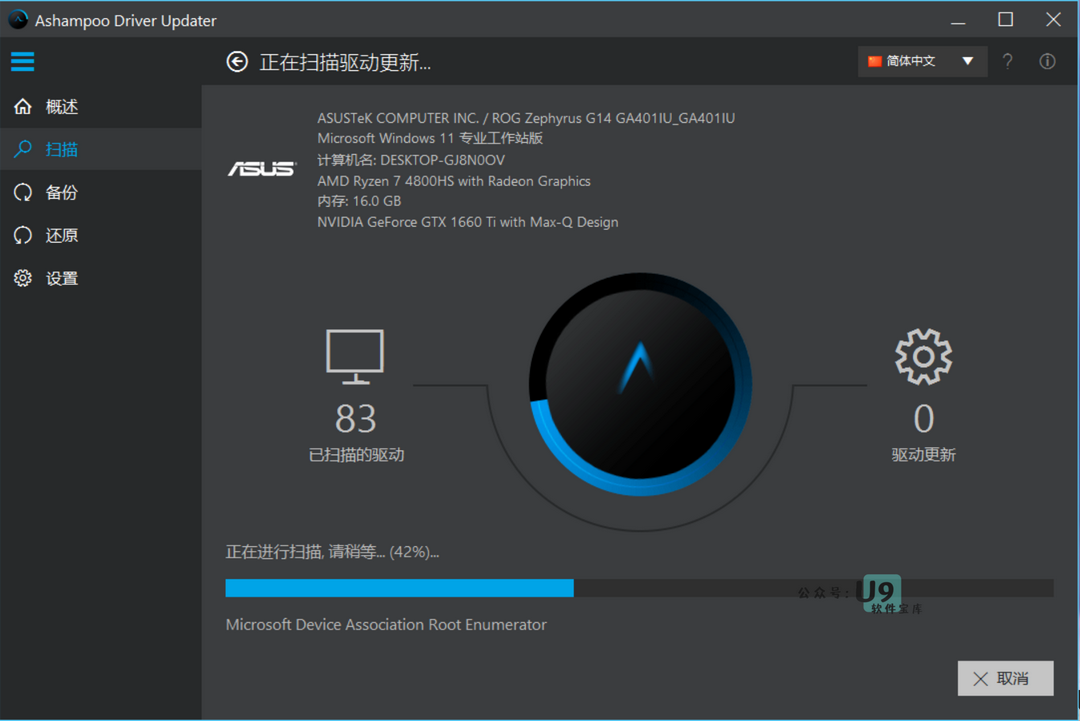 Ashampoo Driver Updater
正在扫描驱动更新...
简体中文
概述
扫描
备份
还原
设置
ASUS
ASUSTeK COMPUTER INC. / ROG Zephyrus G14 GA401IU_GA401IU
Microsoft Windows 11 专业工作站版
计算机名: DESKTOP-GJ8N0OV
AMD Ryzen 7 4800HS with Radeon Graphics
内存: 16.0 GB
NVIDIA GeForce GTX 1660 Ti with Max-Q Design
83
已扫描的驱动
0
驱动更新
正在进行扫描, 请稍等... (42%)...
公众号: U9
软件宝库
Microsoft Device Association Root Enumerator
取消